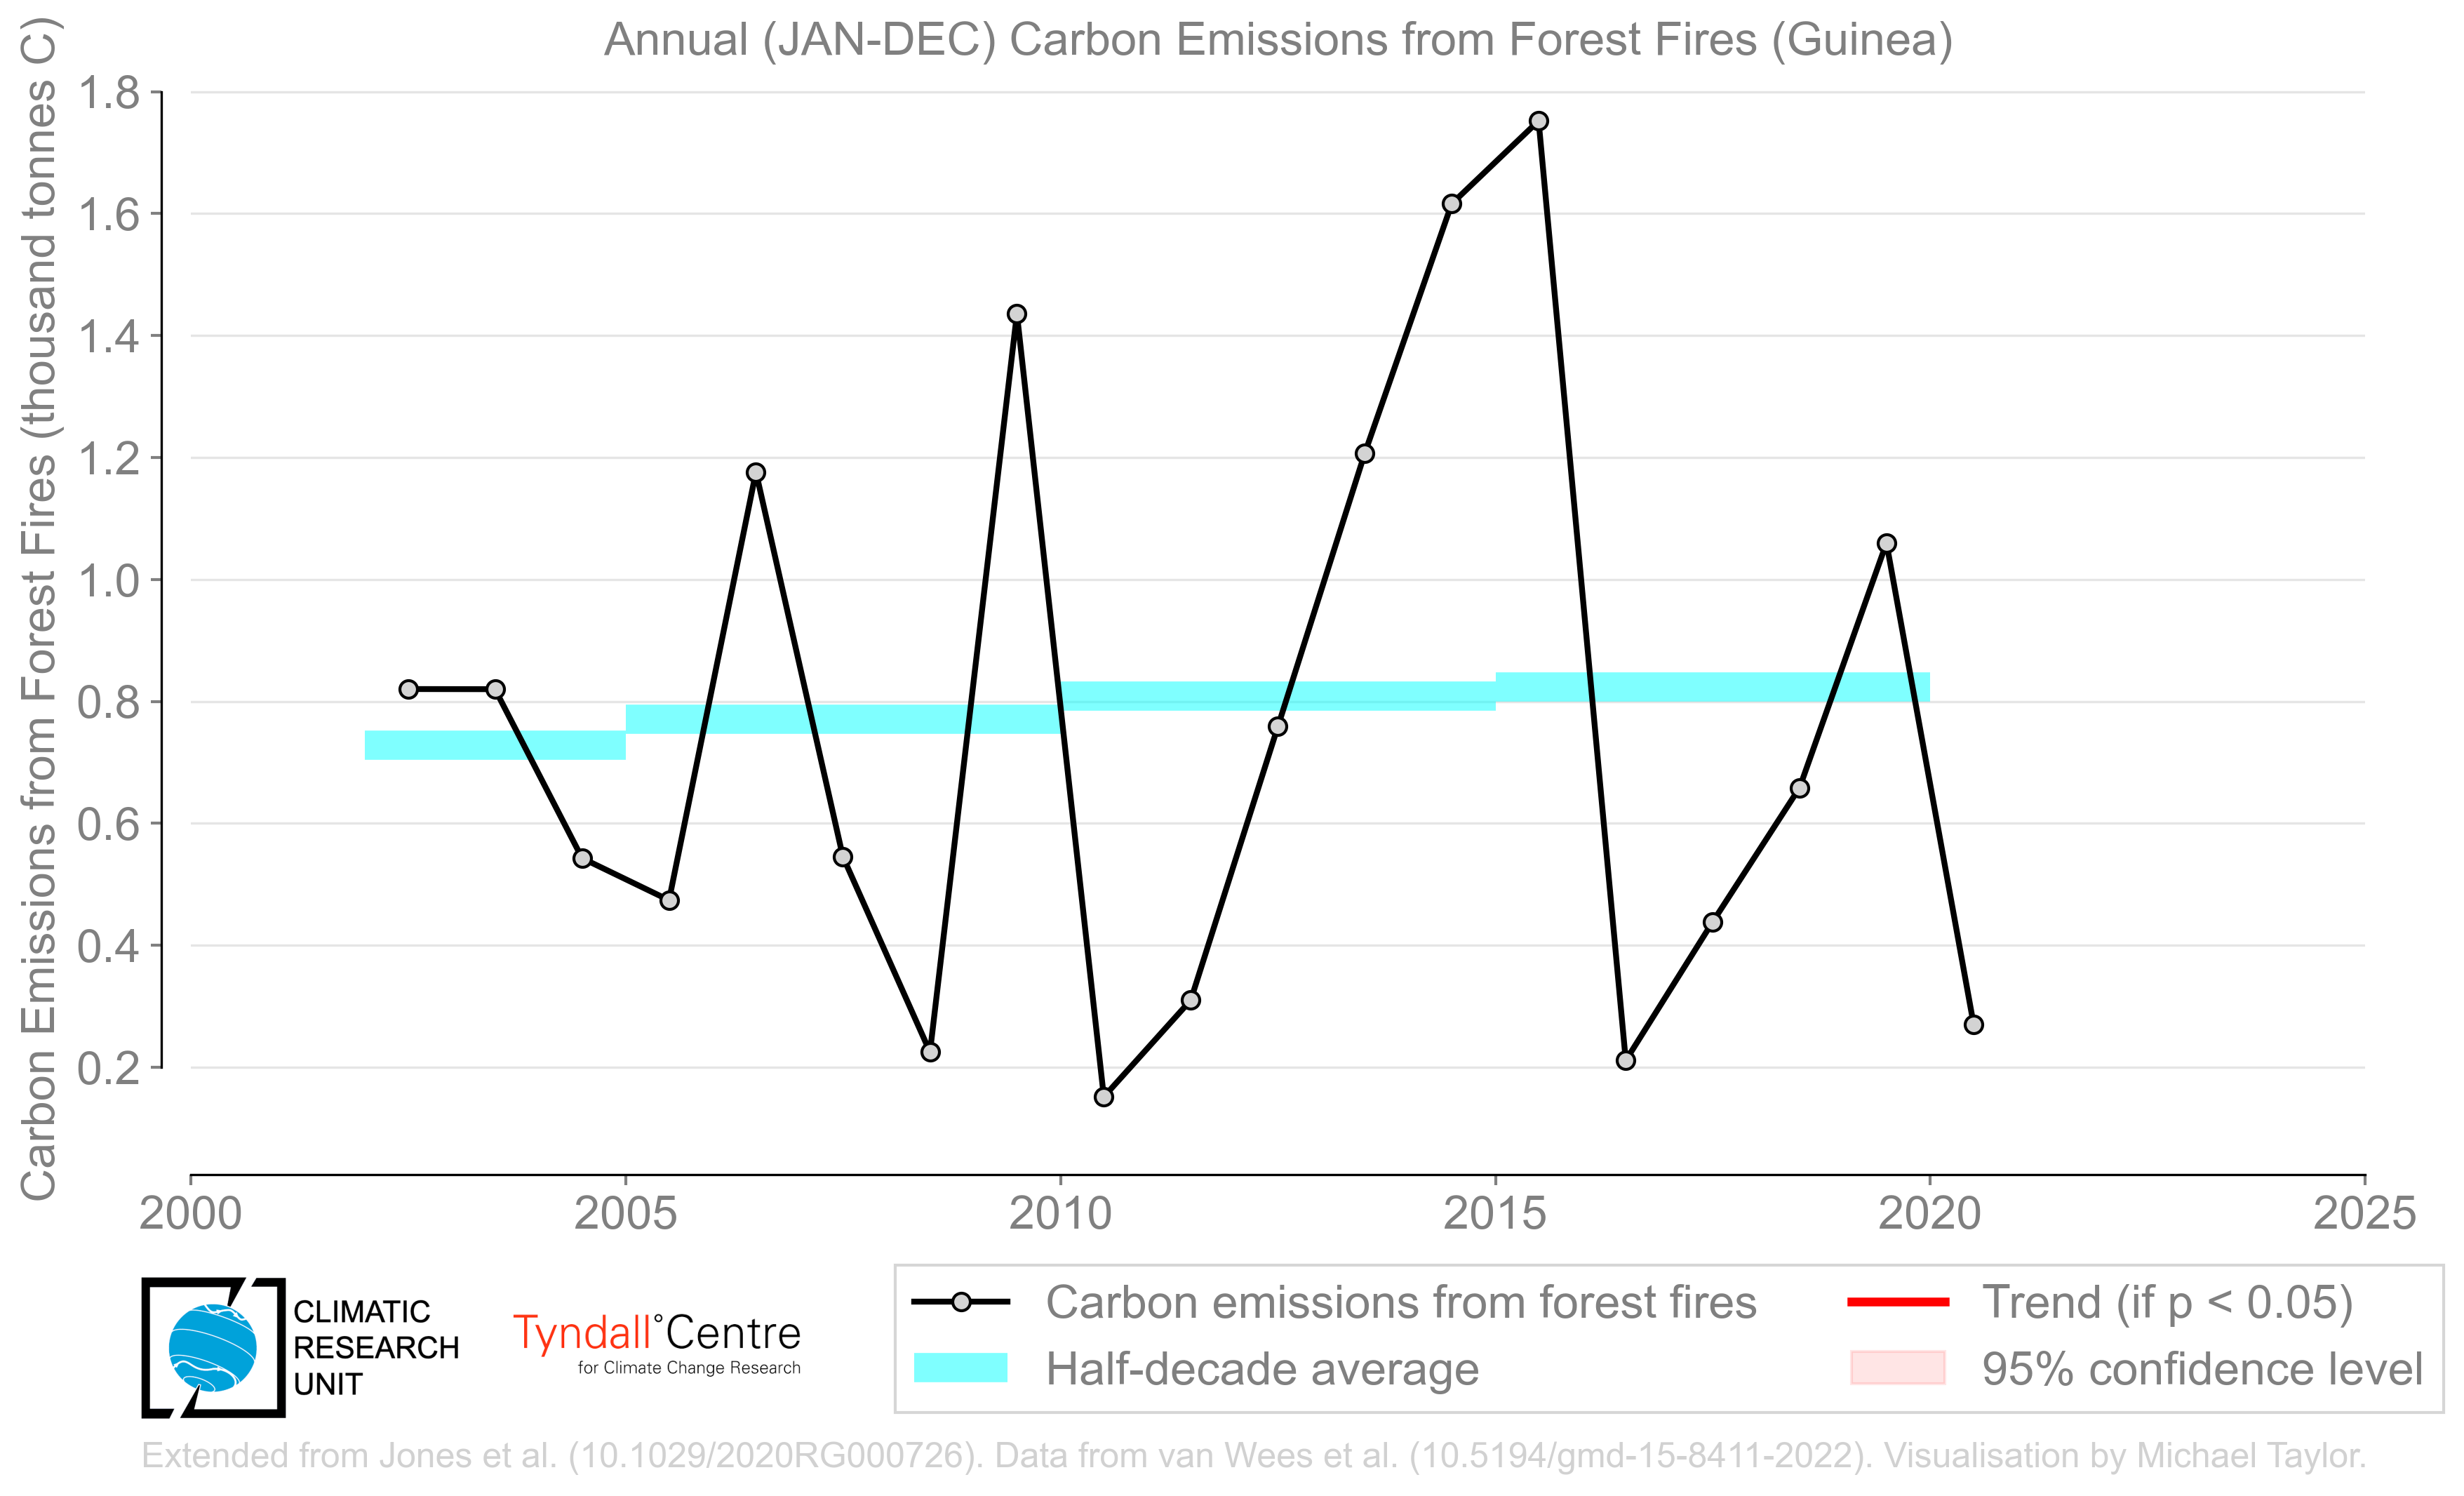 Annual (JAN-DEC) Carbon Emissions from Forest Fires (Guinea)
Carbon Emissions from Forest Fires (thousand tonnes C)
1.8
1.6
1.4
1.2
1.0
0.8
0.6
0.4
0.2
2000 2005 2010 2015 2020 2025
CLIMATIC
RESEARCH
UNIT
Tyndall°Centre
for Climate Change Research
Carbon emissions from forest fires
Half-decade average
Trend (if p < 0.05)
95% confidence level
Extended from Jones et al. (10.1029/2020RG000726). Data from van Wees et al. (10.5194/gmd-15-8411-2022). Visualisation by Michael Taylor.